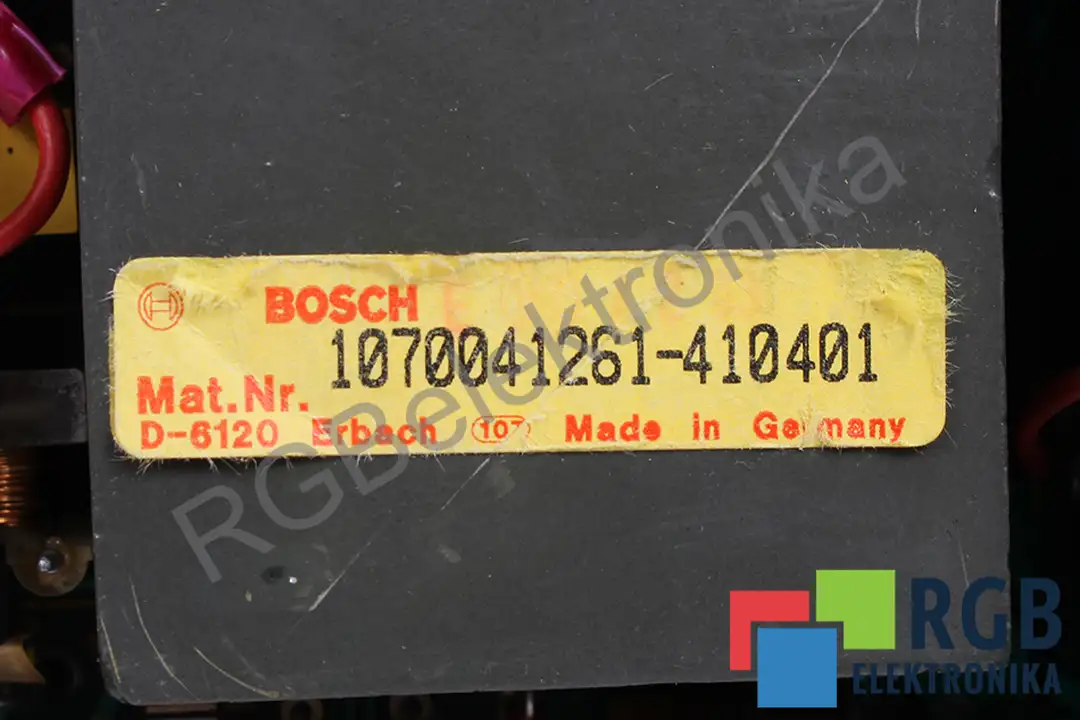 BOSCH
1070041261-410401
Mat.Nr.
D-6120 Erbach 107 Made in Germany
RGBelektronika
RGB
ELEKTRONIKA